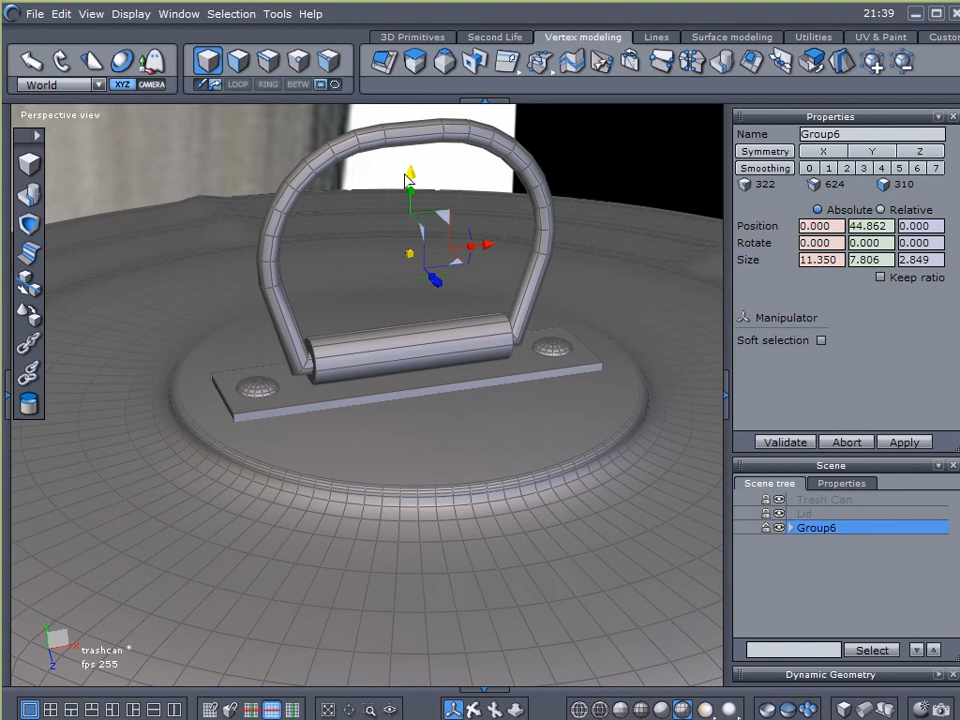 File Edit View Display Window Selection Tools Help 21:39
3D Primitives Second Life Vertex modeling Lines Surface modeling Utilities UV & Paint Custo
World XYZ CAMERA LOOP RING BETW
Perspective view
Properties
Name Group6
Symmetry X Y Z
Smoothing 0 1 2 3 4 5 6 7
322 624 310
Absolute Relative
Position 0.000 44.862 0.000
Rotate 0.000 0.000 0.000
Size 11.350 7.806 2.849
Keep ratio
Manipulator
Soft selection
Validate Abort Apply
Scene
Scene tree Properties
Trash Can
Lid
Group6
Select
Dynamic Geometry
Y X Z
trashcan *
fps 255